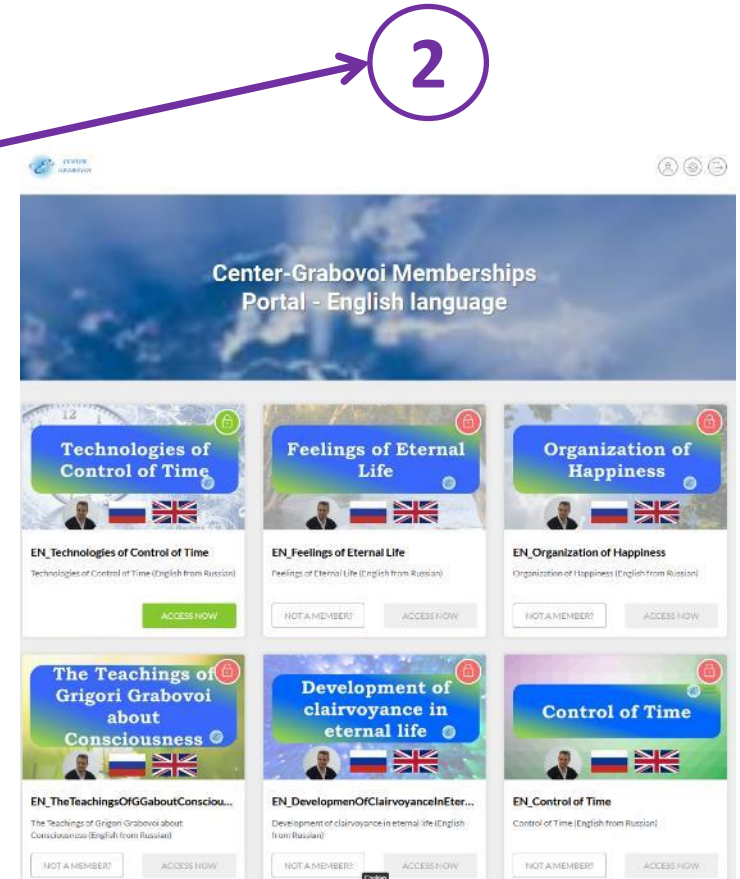 2
CENTER
GRABOVOI
Center-Grabovoi Memberships
Portal - English language
12
Technologies of
Control of Time
EN_Technologies of Control of Time
Technologies of Control of Time (English from Russian)
ACCESS NOW
Feelings of Eternal
Life
EN_Feelings of Eternal Life
Feelings of Eternal Life (English from Russian)
NOT A MEMBER?
ACCESS NOW
Organization of
Happiness
EN_Organization of Happiness
Organization of Happiness (English from Russian)
NOT A MEMBER?
ACCESS NOW
The Teachings of
Grigori Grabovoi
about
Consciousness
EN_TheTeachingsOfGGaboutConsciou...
The Teachings of Grigori Grabovoi about
Consciousness (English from Russian)
NOT A MEMBER?
ACCESS NOW
Development of
clairvoyance in
eternal life
EN_DevelopmenOfClairvoyanceInEter...
Development of clairvoyance in eternal life (English
from Russian)
NOT A MEMBER?
ACCESS NOW
Control of Time
EN_Control of Time
Control of Time (English from Russian)
NOT A MEMBER?
ACCESS NOW